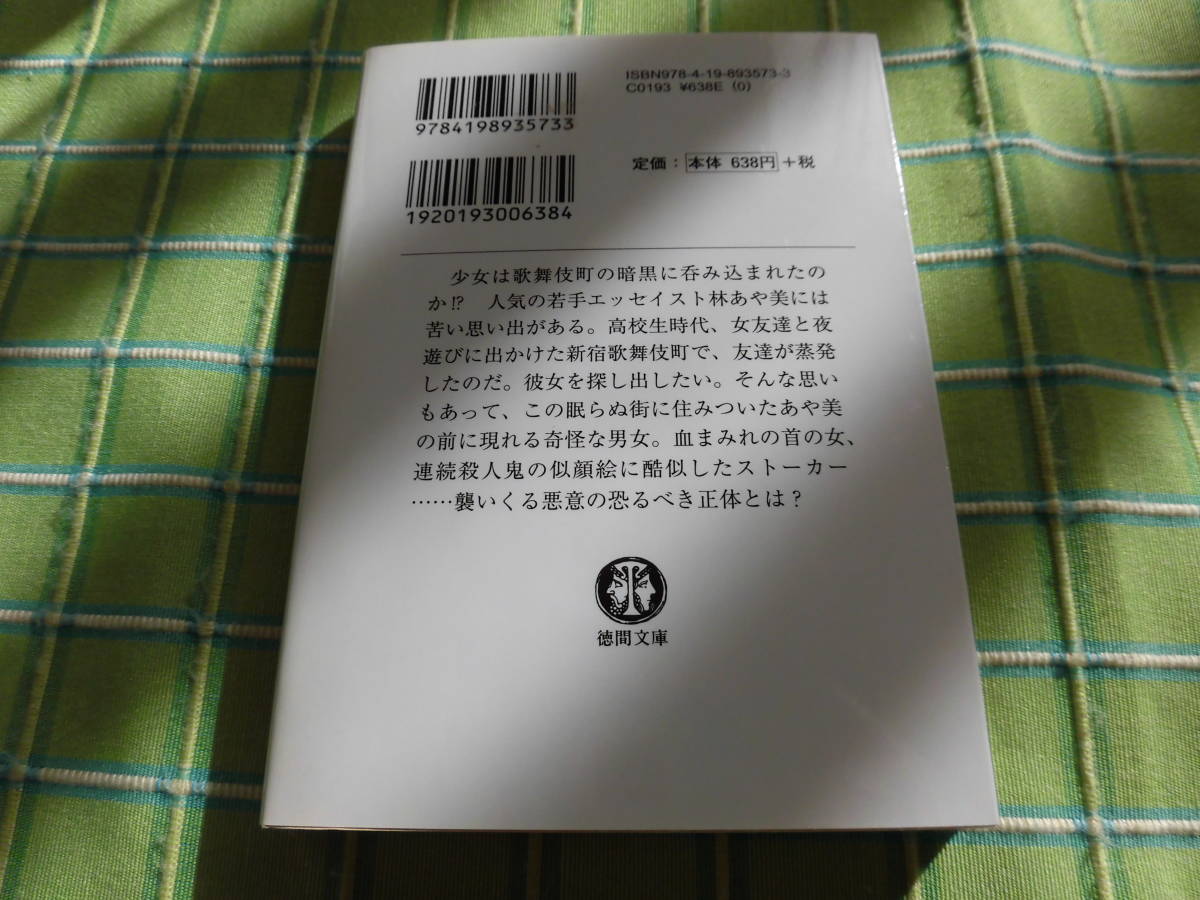 ISBN978-4-19-893573-3
C0193 ¥638E (0)
9784198935733
定価：本体 638円+税
1920193006384
少女は歌舞伎町の暗黒に呑み込まれたの
か!? 人気の若手エッセイスト林あや美には
苦い思い出がある。高校生時代、女友達と夜
遊びに出かけた新宿歌舞伎町で、友達が蒸発
したのだ。彼女を探し出したい。そんな思い
もあって、この眠らぬ街に住みついたあや美
の前に現れる奇怪な男女。血まみれの首の女、
連続殺人鬼の似顔絵に酷似したストーカー
……襲いくる悪意の恐るべき正体とは？
徳間文庫